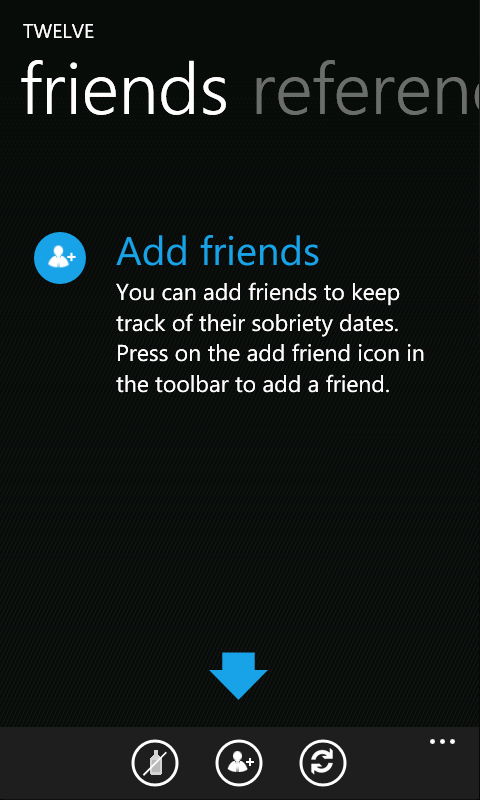 TWELVE
friends referenc
Add friends
You can add friends to keep
track of their sobriety dates.
Press on the add friend icon in
the toolbar to add a friend.